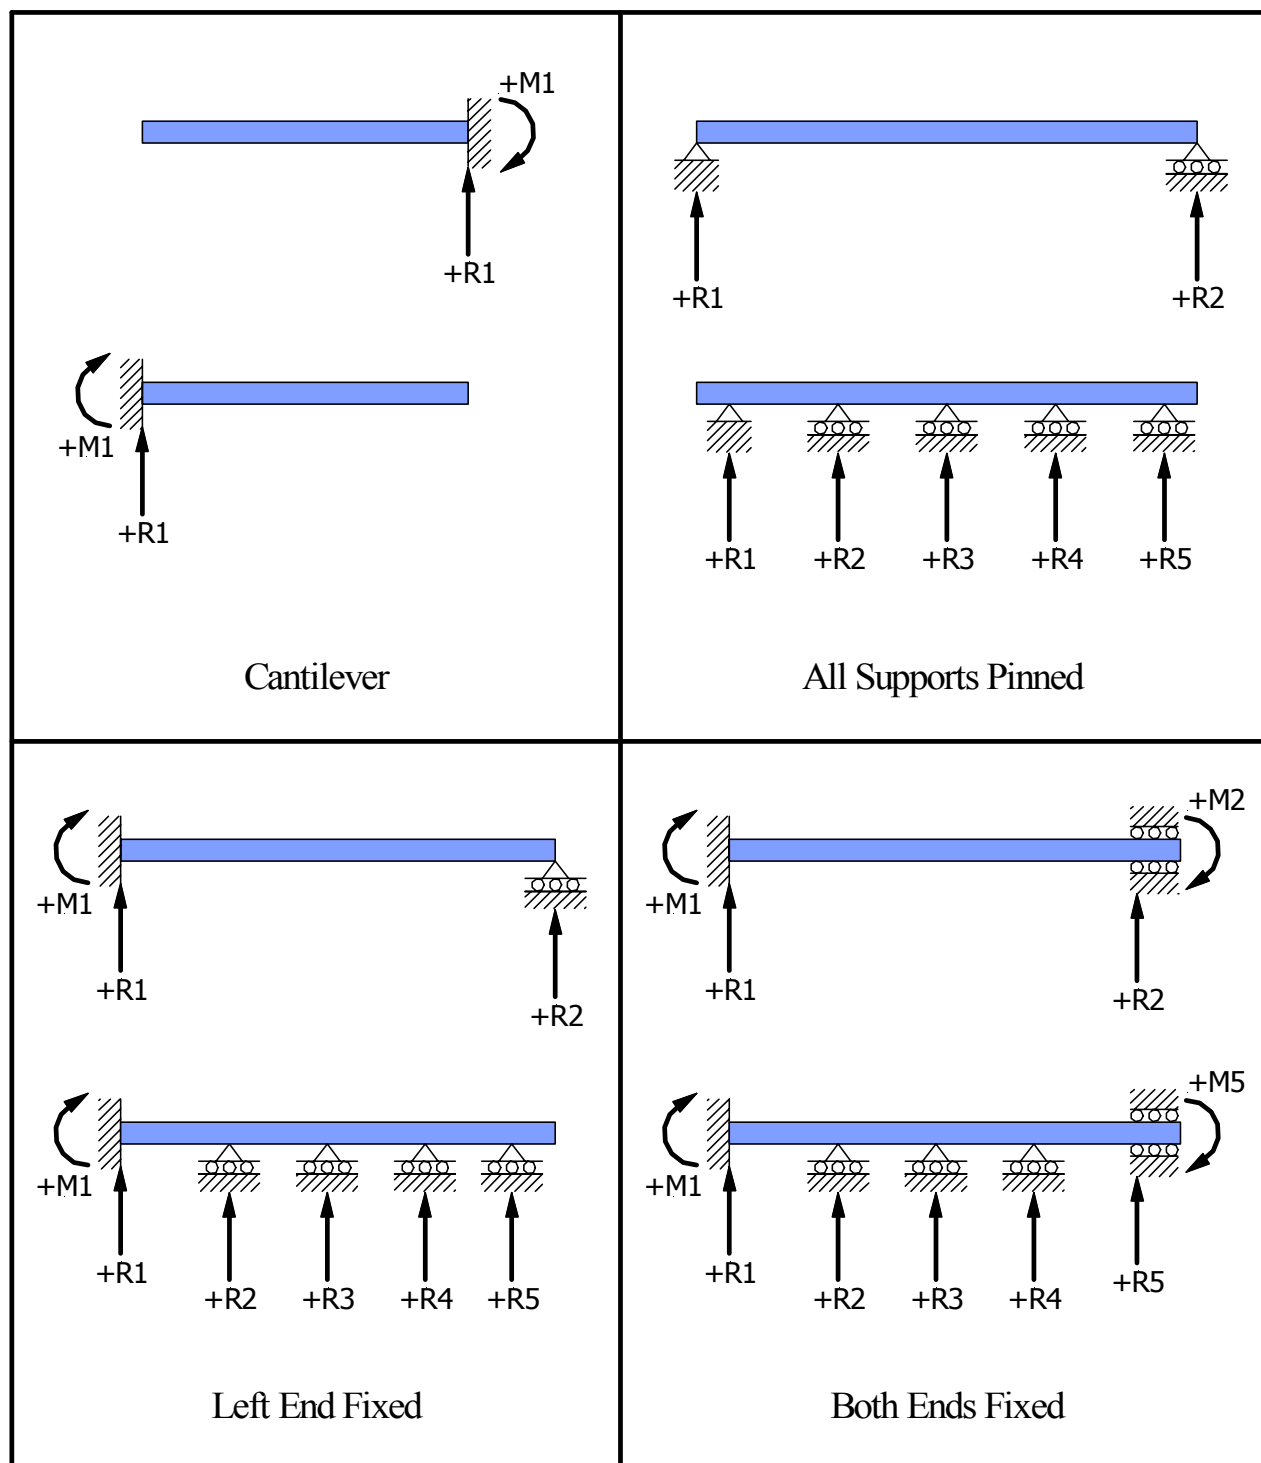 +M1
+R1
+M1
+R1
Cantilever
+R1
+R2
+R1 +R2 +R3 +R4 +R5
All Supports Pinned
+M1
+R1
+R2
+M1
+R1
+R2 +R3 +R4 +R5
Left End Fixed
+M2
+M1
+R1
+R2
+M5
+M1
+R1
+R2 +R3 +R4
+R5
Both Ends Fixed